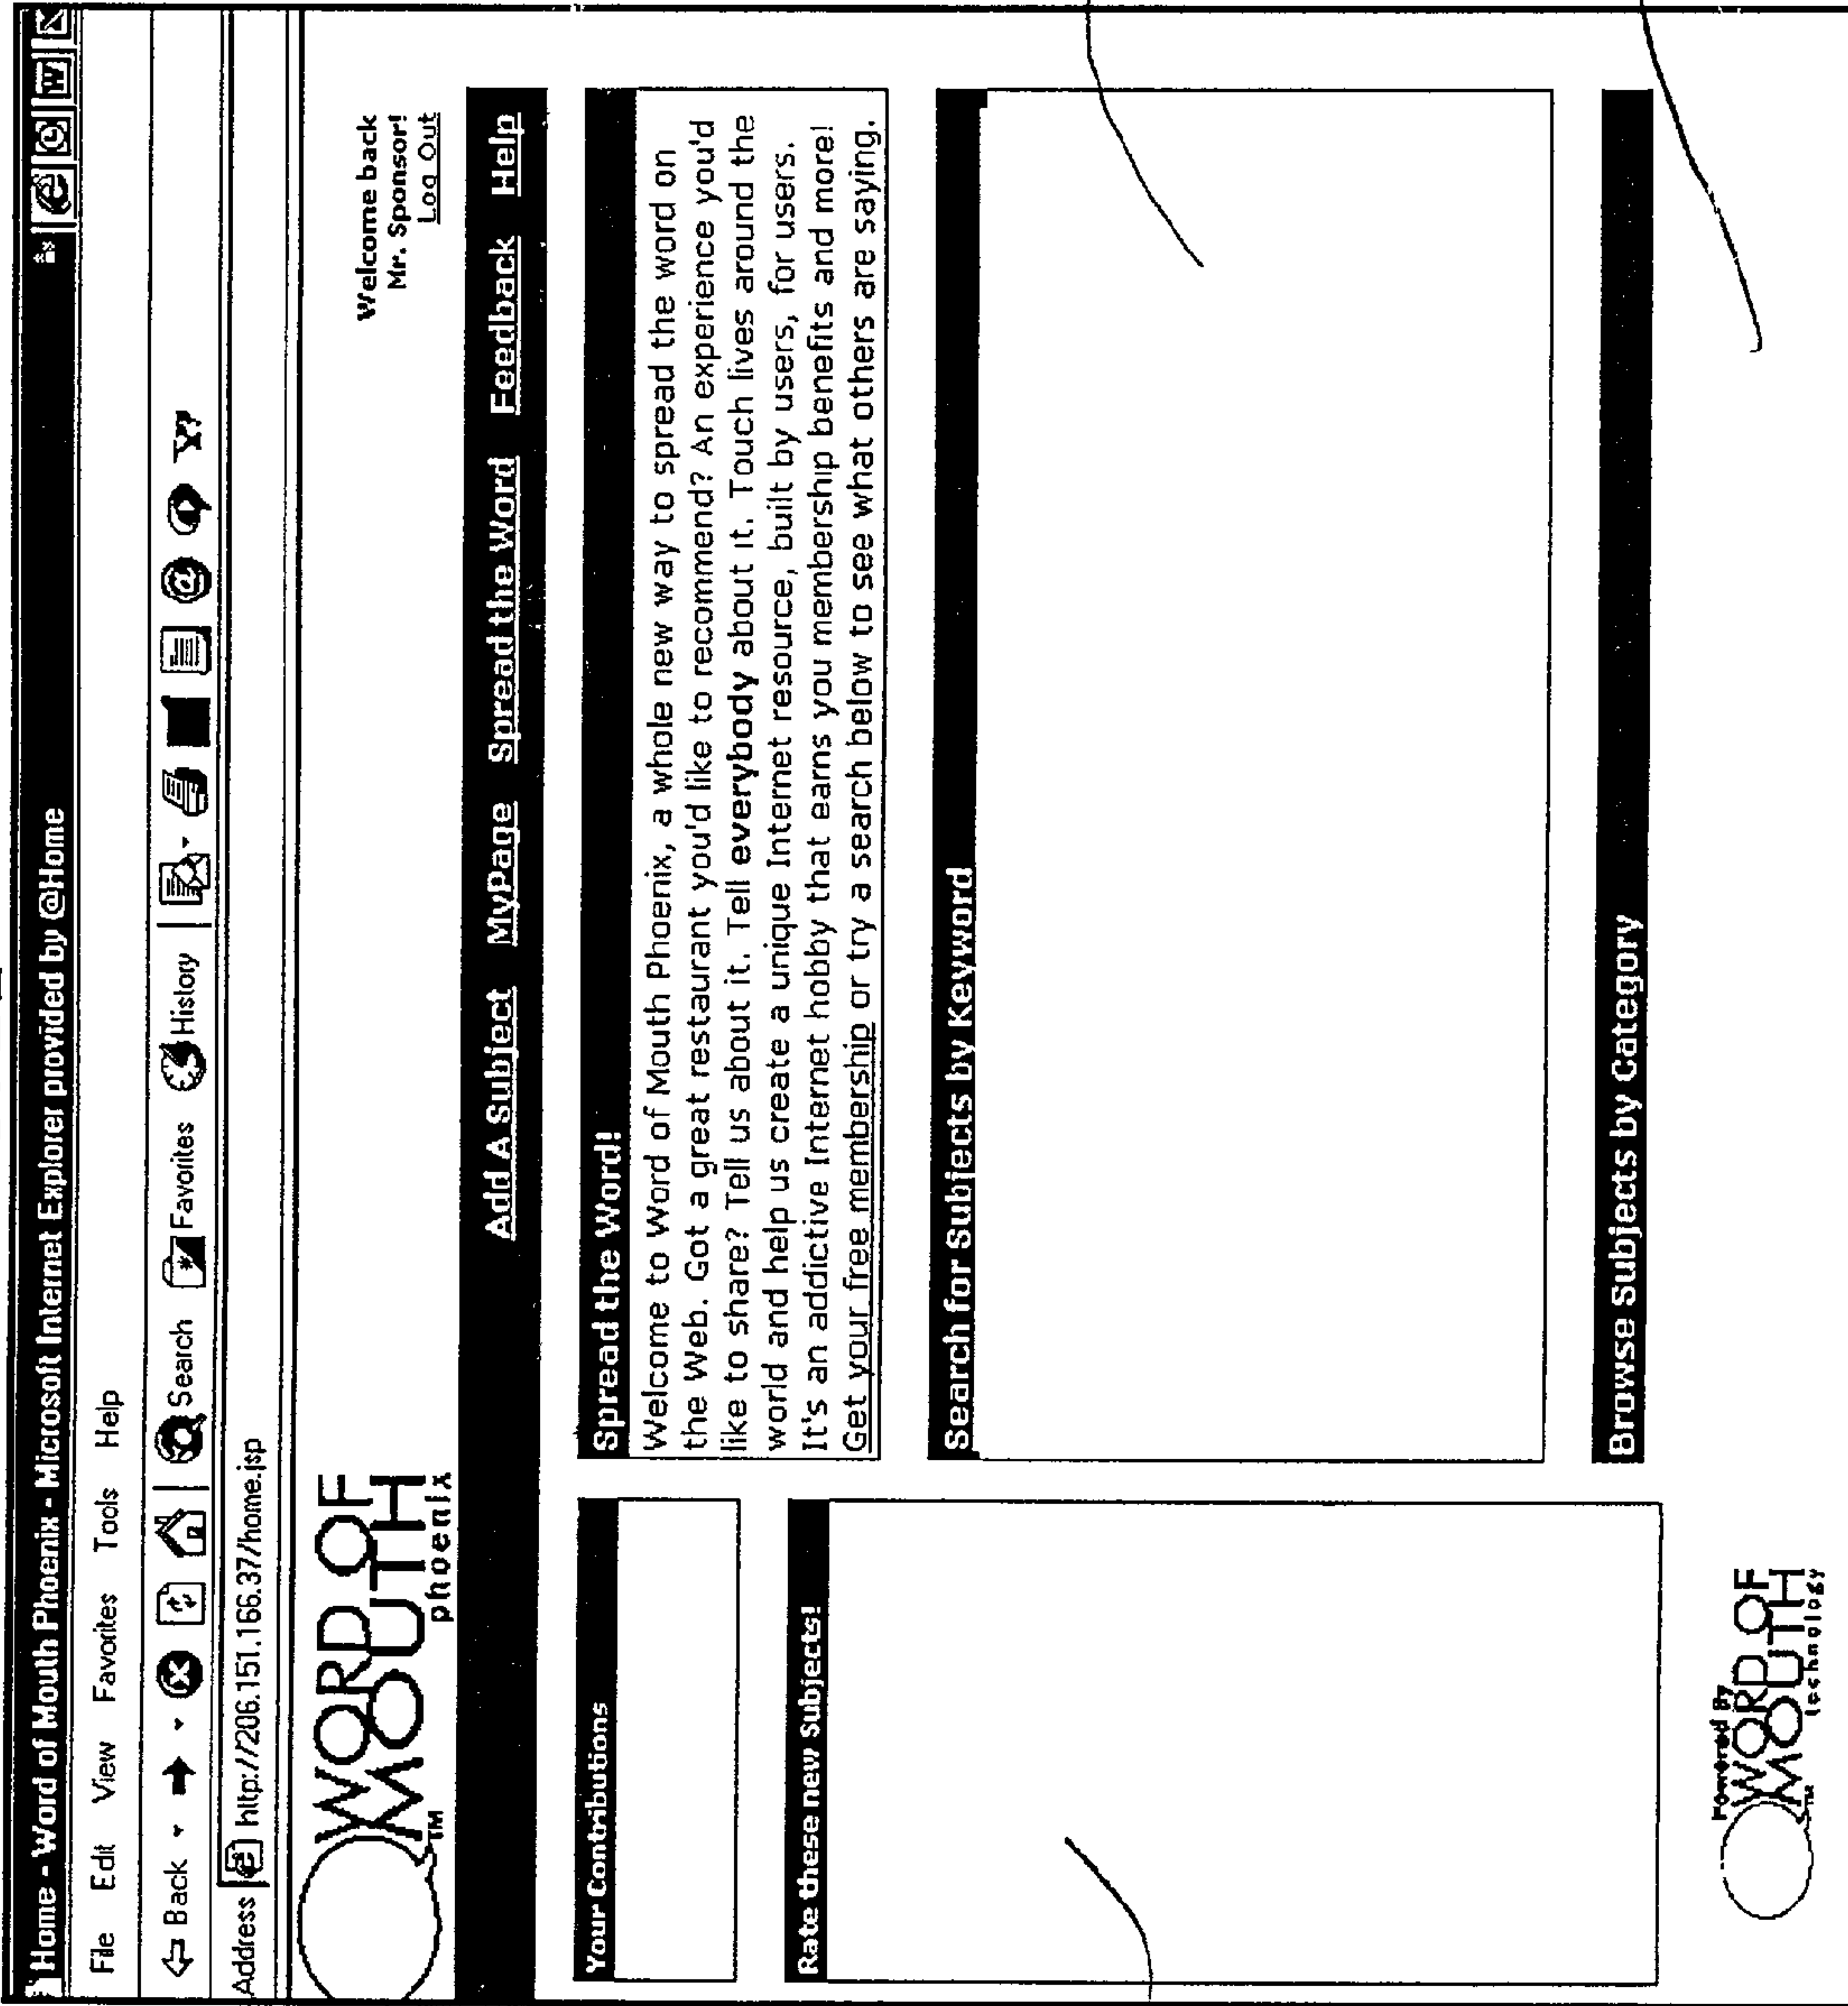 Home - Word of Mouth Phoenix - Microsoft Internet Explorer provided by @Home
File Edit View Favorites Tools Help
Back Search Favorites History
Address http://206.151.166.37/home.jsp
WORD OF
MOUTH
TM phoenix
Welcome back
Mr. Sponsor!
Log Out
Add A Subject MyPage Spread the Word Feedback Help
Your Contributions
Rate these new Subjects!
Spread the Word!
Welcome to Word of Mouth Phoenix, a whole new way to spread the word on
the Web. Got a great restaurant you'd like to recommend? An experience you'd
like to share? Tell us about it. Tell everybody about it. Touch lives around the
world and help us create a unique Internet resource, built by users, for users.
It's an addictive Internet hobby that earns you membership benefits and more!
Get your free membership or try a search below to see what others are saying.
Search for Subjects by Keyword
Browse Subjects by Category
Powered By
WORD OF
MOUTH
TM technology